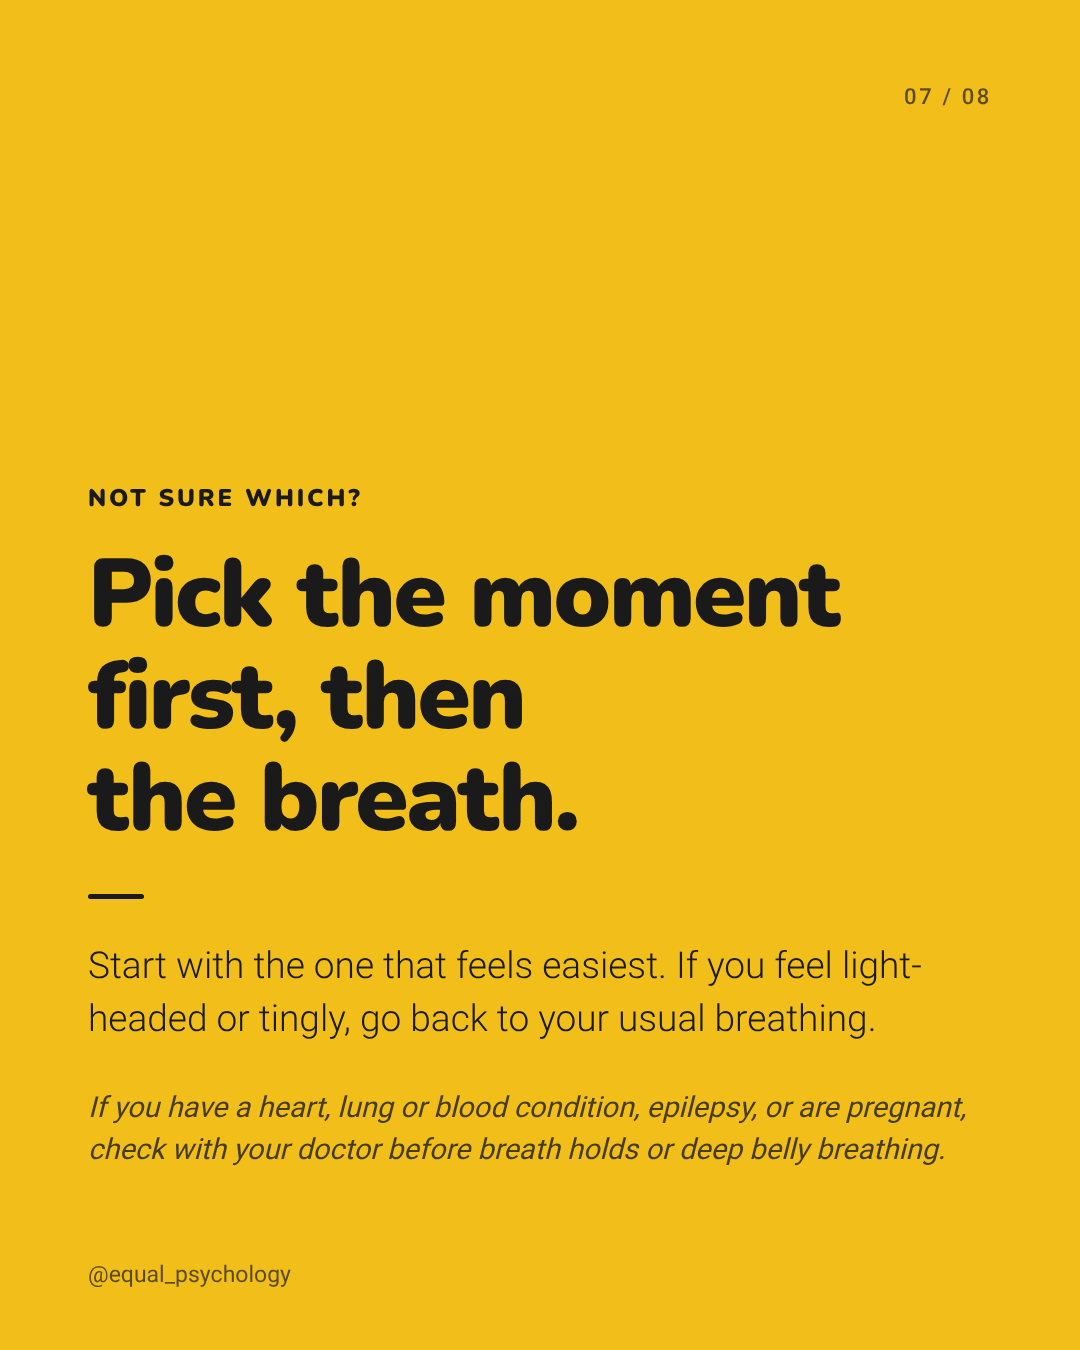 07 / 08
NOT SURE WHICH?
Pick the moment
first, then
the breath.
Start with the one that feels easiest. If you feel light-
headed or tingly, go back to your usual breathing.
If you have a heart, lung or blood condition, epilepsy, or are pregnant,
check with your doctor before breath holds or deep belly breathing.
@equal_psychology